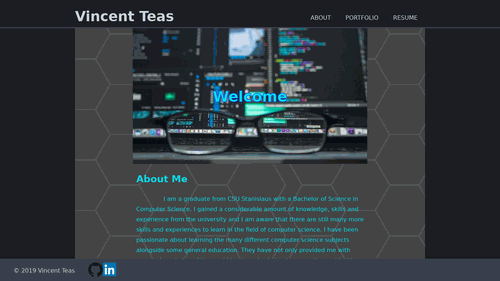 Vincent Teas
ABOUT PORTFOLIO RESUME
Welcome
About Me
I am a graduate from CSU Stanislaus with a Bachelor of Science in
Computer Science. I gained a considerable amount of knowledge, skills and
experience from the university and I am aware that there are still many more
skills and experiences to learn in the field of computer science. I have been
passionate about learning the many different computer science subjects
alongside some general education. They have not only provided me with
© 2019 Vincent Teas
in